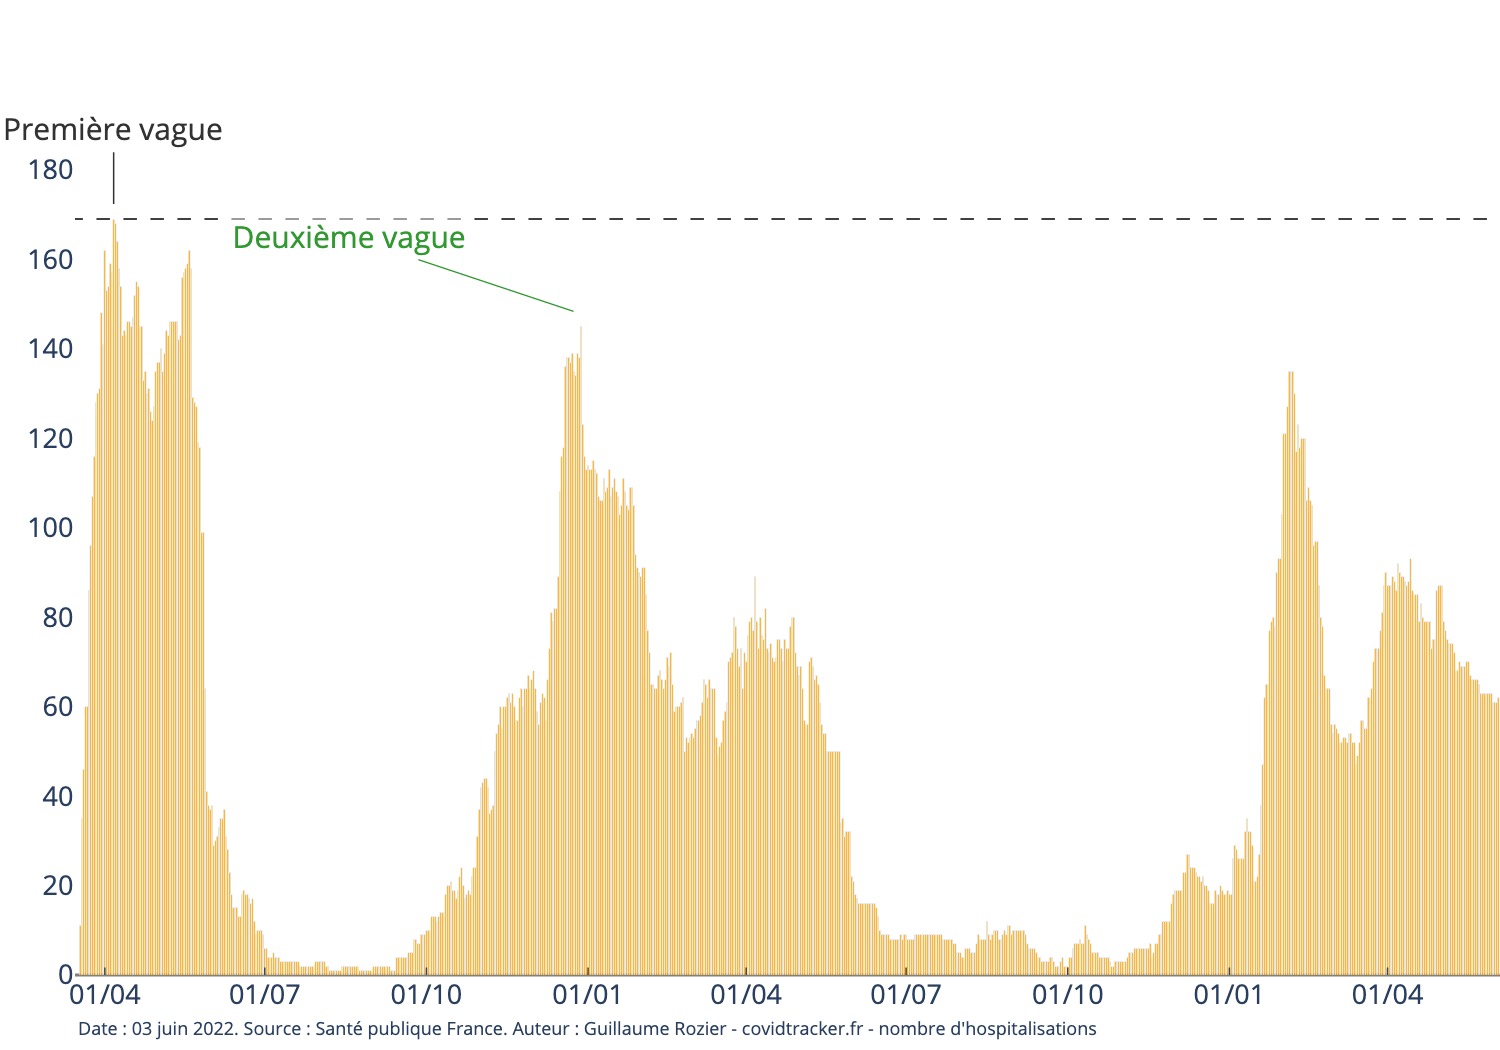 Première vague
180
Deuxième vague
160
140
120
100
80
60
40
20
0
01/04 01/07 01/10 01/01 01/04 01/07 01/10 01/01 01/04
Date : 03 juin 2022. Source : Santé publique France. Auteur : Guillaume Rozier - covidtracker.fr - nombre d'hospitalisations